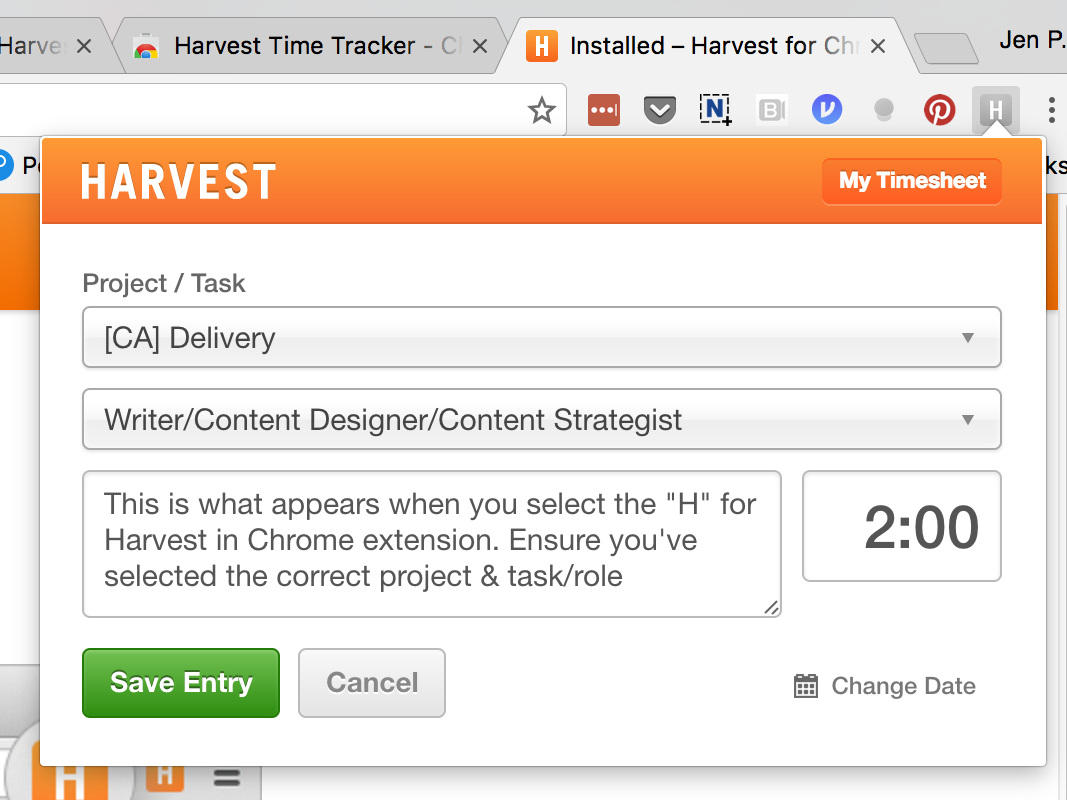 Harve
Harvest Time Tracker - C
Installed – Harvest for Chr
Jen P.
N
B
H
ks
HARVEST
My Timesheet
Project / Task
[CA] Delivery
Writer/Content Designer/Content Strategist
This is what appears when you select the "H" for
Harvest in Chrome extension. Ensure you've
selected the correct project & task/role
2:00
Save Entry
Cancel
Change Date
H
H